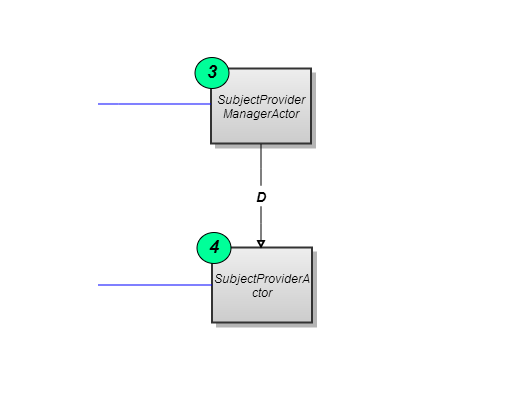 3
SubjectProvider
ManagerActor
D
4
SubjectProviderA
ctor